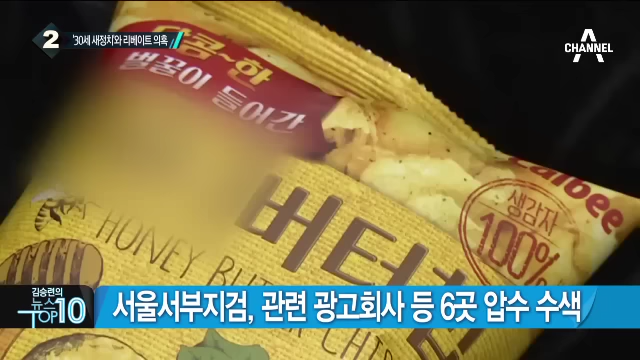 2 '30세 새정치'와 리베이트 의혹
CHANNEL A
달콤~한
벌꿀이 들어간
Calbee
생감자
100%
버터칩
HONEY BUTTER CHIP
김승련의
뉴스
TOP10
서울서부지검, 관련 광고회사 등 6곳 압수 수색